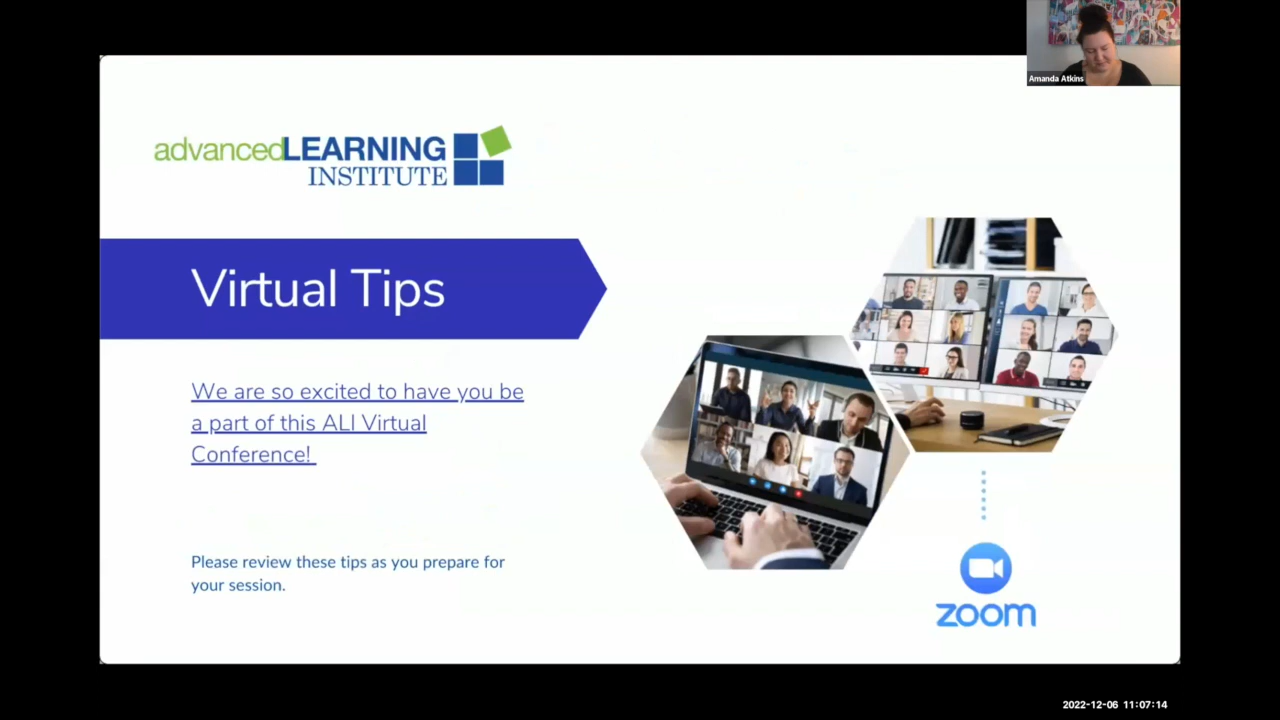 Amanda Atkins
advancedLEARNING
INSTITUTE
Virtual Tips
We are so excited to have you be
a part of this ALI Virtual
Conference!
Please review these tips as you prepare for
your session.
zoom
2022-12-06 11:07:14